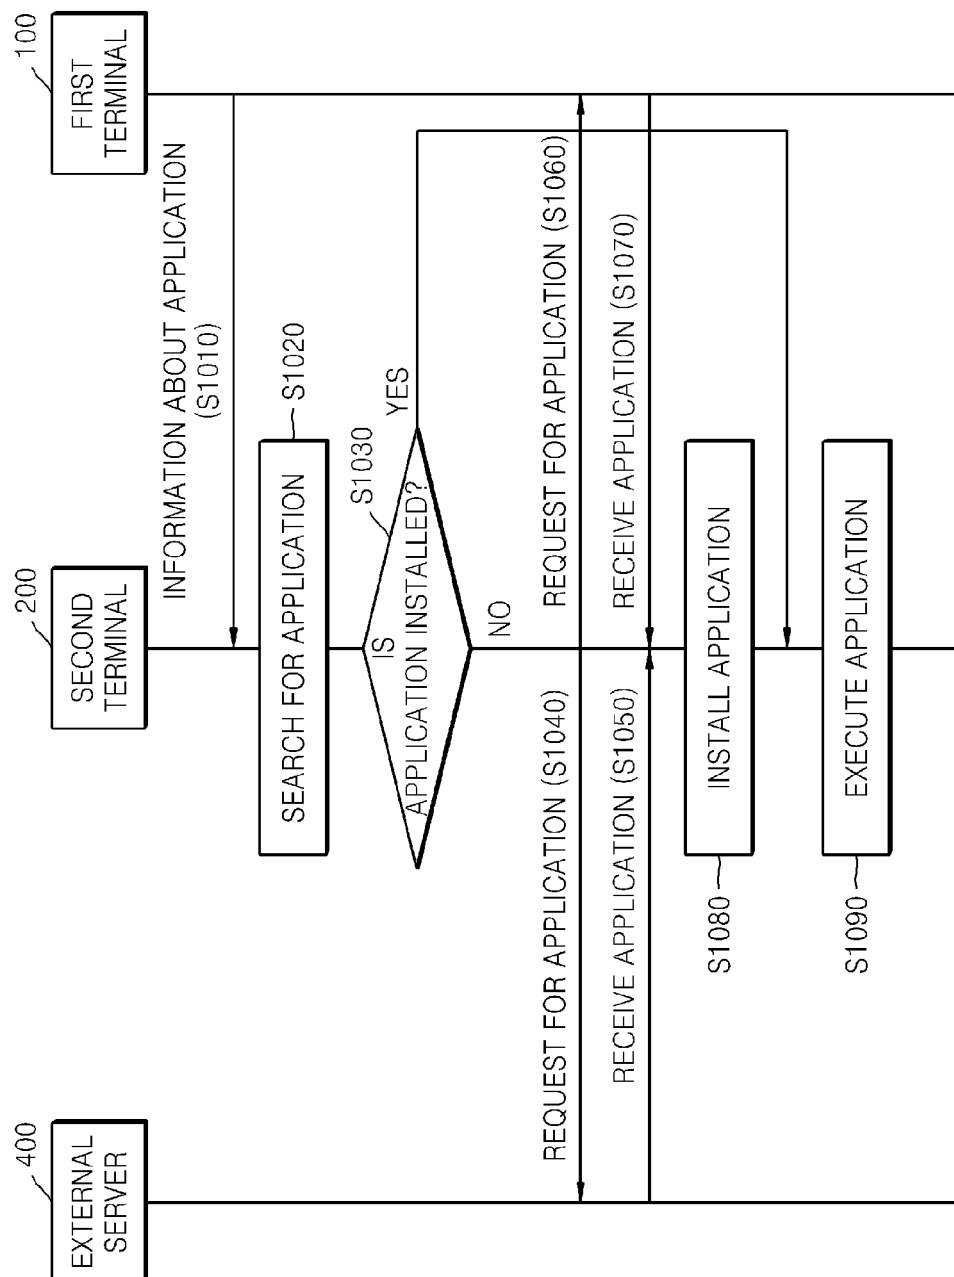 400
EXTERNAL
SERVER
200
SECOND
TERMINAL
100
FIRST
TERMINAL
INFORMATION ABOUT APPLICATION
(S1010)
SEARCH FOR APPLICATION
S1020
IS
APPLICATION INSTALLED?
S1030
YES
NO
REQUEST FOR APPLICATION (S1040)
REQUEST FOR APPLICATION (S1060)
RECEIVE APPLICATION (S1050)
RECEIVE APPLICATION (S1070)
S1080
INSTALL APPLICATION
S1090
EXECUTE APPLICATION